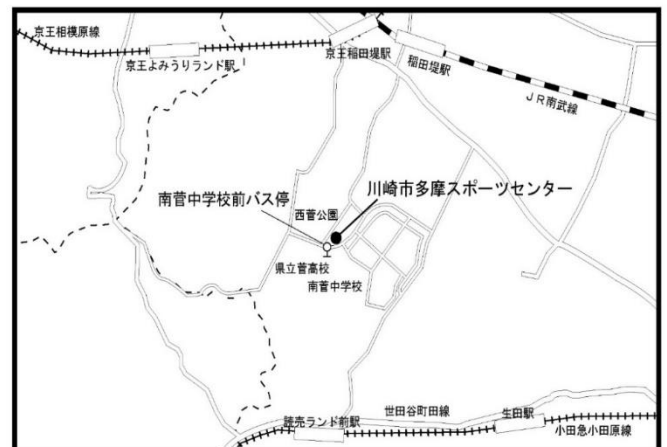 京王相模原線
京王よみうりランド駅
京王稲田堤駅
稲田堤駅
JR南武線
川崎市多摩スポーツセンター
南菅中学校前バス停
西菅公園
県立菅高校
南菅中学校
読売ランド前駅
世田谷町田線
生田駅
小田急小田原線